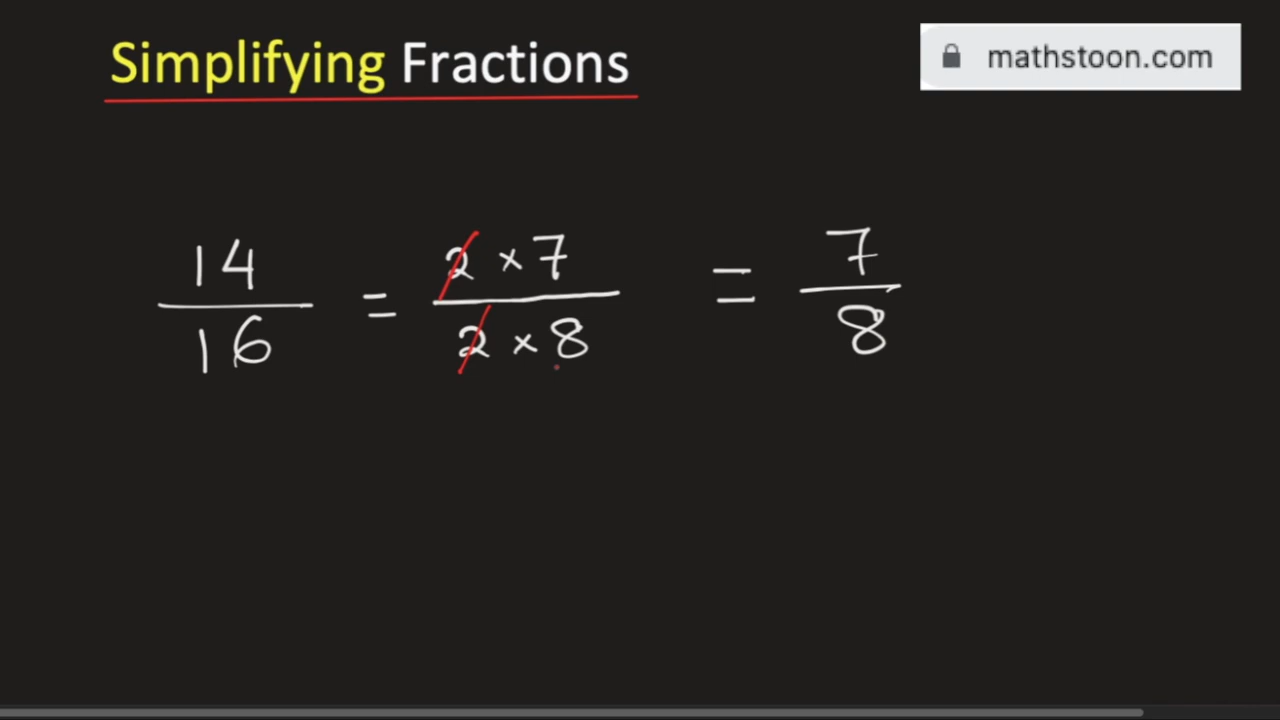 Simplifying Fractions
mathstoon.com
14/16 = 2 × 7/2 × 8 = 7/8